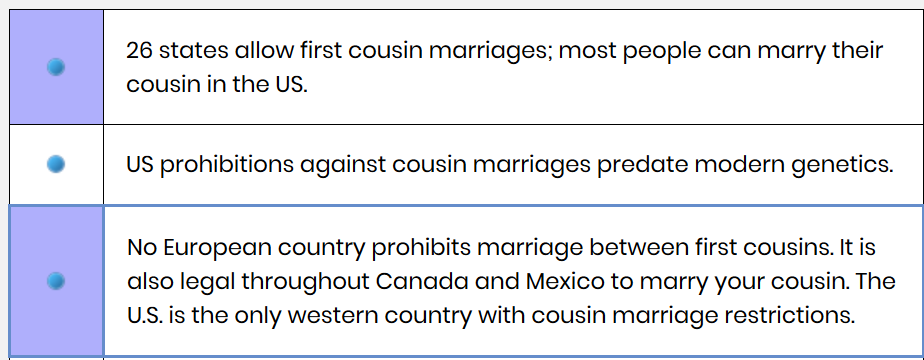 26 states allow first cousin marriages; most people can marry their
cousin in the US.
US prohibitions against cousin marriages predate modern genetics.
No European country prohibits marriage between first cousins. It is
also legal throughout Canada and Mexico to marry your cousin. The
U.S. is the only western country with cousin marriage restrictions.